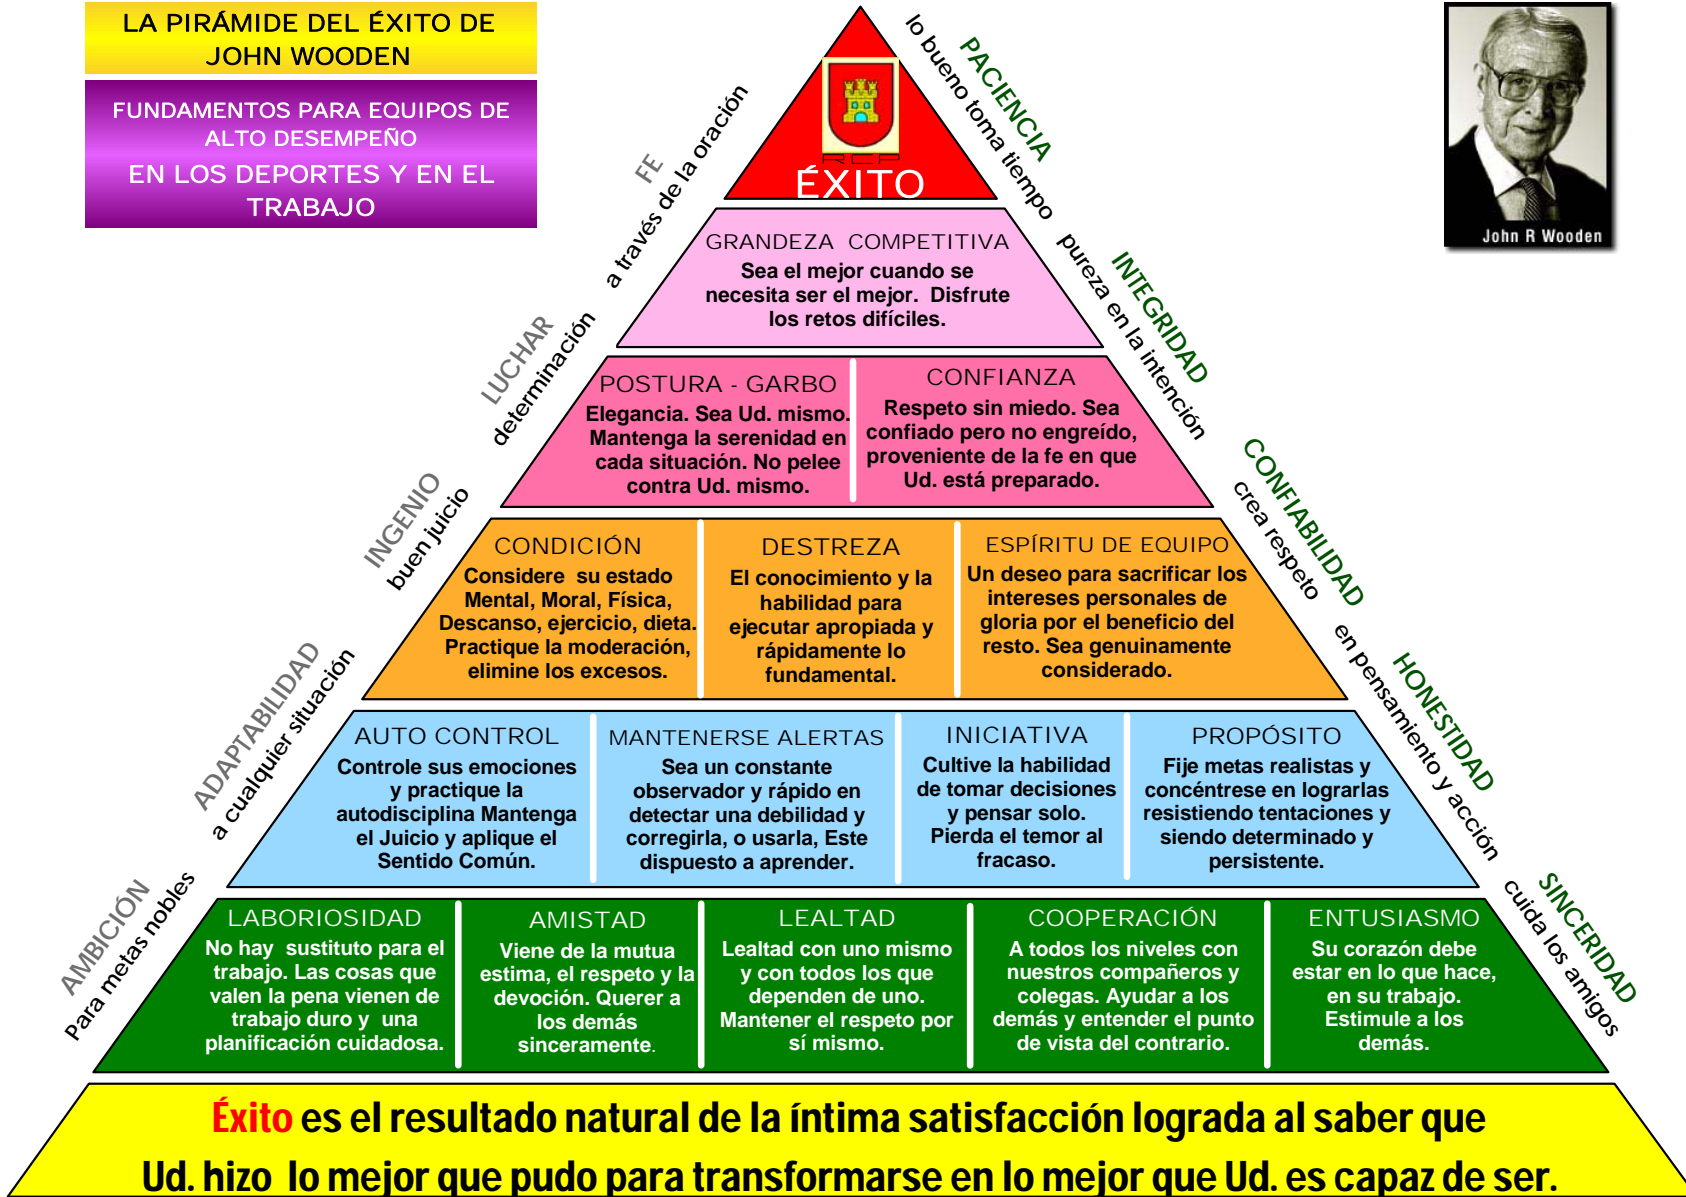 LA PIRÁMIDE DEL ÉXITO DE
JOHN WOODEN
FUNDAMENTOS PARA EQUIPOS DE
ALTO DESEMPEÑO
EN LOS DEPORTES Y EN EL
TRABAJO
John R Wooden
ÉXITO
FE
a través de la oración
LUCHAR
determinación
INGENIO
buen juicio
ADAPTABILIDAD
a cualquier situación
AMBICIÓN
Para metas nobles
PACIENCIA
lo bueno toma tiempo
INTEGRIDAD
pureza en la intención
CONFIABILIDAD
crea respeto
HONESTIDAD
en pensamiento y acción
SINCERIDAD
cuida los amigos
GRANDEZA COMPETITIVA
Sea el mejor cuando se
necesita ser el mejor. Disfrute
los retos difíciles.
POSTURA - GARBO
Elegancia. Sea Ud. mismo.
Mantenga la serenidad en
cada situación. No pelee
contra Ud. mismo.
CONFIANZA
Respeto sin miedo. Sea
confiado pero no engreído,
proveniente de la fe en que
Ud. está preparado.
CONDICIÓN
Considere su estado
Mental, Moral, Física,
Descanso, ejercicio, dieta.
Practique la moderación,
elimine los excesos.
DESTREZA
El conocimiento y la
habilidad para
ejecutar apropiada y
rápidamente lo
fundamental.
ESPÍRITU DE EQUIPO
Un deseo para sacrificar los
intereses personales de
gloria por el beneficio del
resto. Sea genuinamente
considerado.
AUTO CONTROL
Controle sus emociones
y practique la
autodisciplina Mantenga
el Juicio y aplique el
Sentido Común.
MANTENERSE ALERTAS
Sea un constante
observador y rápido en
detectar una debilidad y
corregirla, o usarla, Este
dispuesto a aprender.
INICIATIVA
Cultive la habilidad
de tomar decisiones
y pensar solo.
Pierda el temor al
fracaso.
PROPÓSITO
Fije metas realistas y
concéntrese en lograrlas
resistiendo tentaciones y
siendo determinado y
persistente.
LABORIOSIDAD
No hay sustituto para el
trabajo. Las cosas que
valen la pena vienen de
trabajo duro y una
planificación cuidadosa.
AMISTAD
Viene de la mutua
estima, el respeto y la
devoción. Querer a
los demás
sinceramente.
LEALTAD
Lealtad con uno mismo
y con todos los que
dependen de uno.
Mantener el respeto por
sí mismo.
COOPERACIÓN
A todos los niveles con
nuestros compañeros y
colegas. Ayudar a los
demás y entender el punto
de vista del contrario.
ENTUSIASMO
Su corazón debe
estar en lo que hace,
en su trabajo.
Estimule a los
demás.
Éxito es el resultado natural de la íntima satisfacción lograda al saber que
Ud. hizo lo mejor que pudo para transformarse en lo mejor que Ud. es capaz de ser.